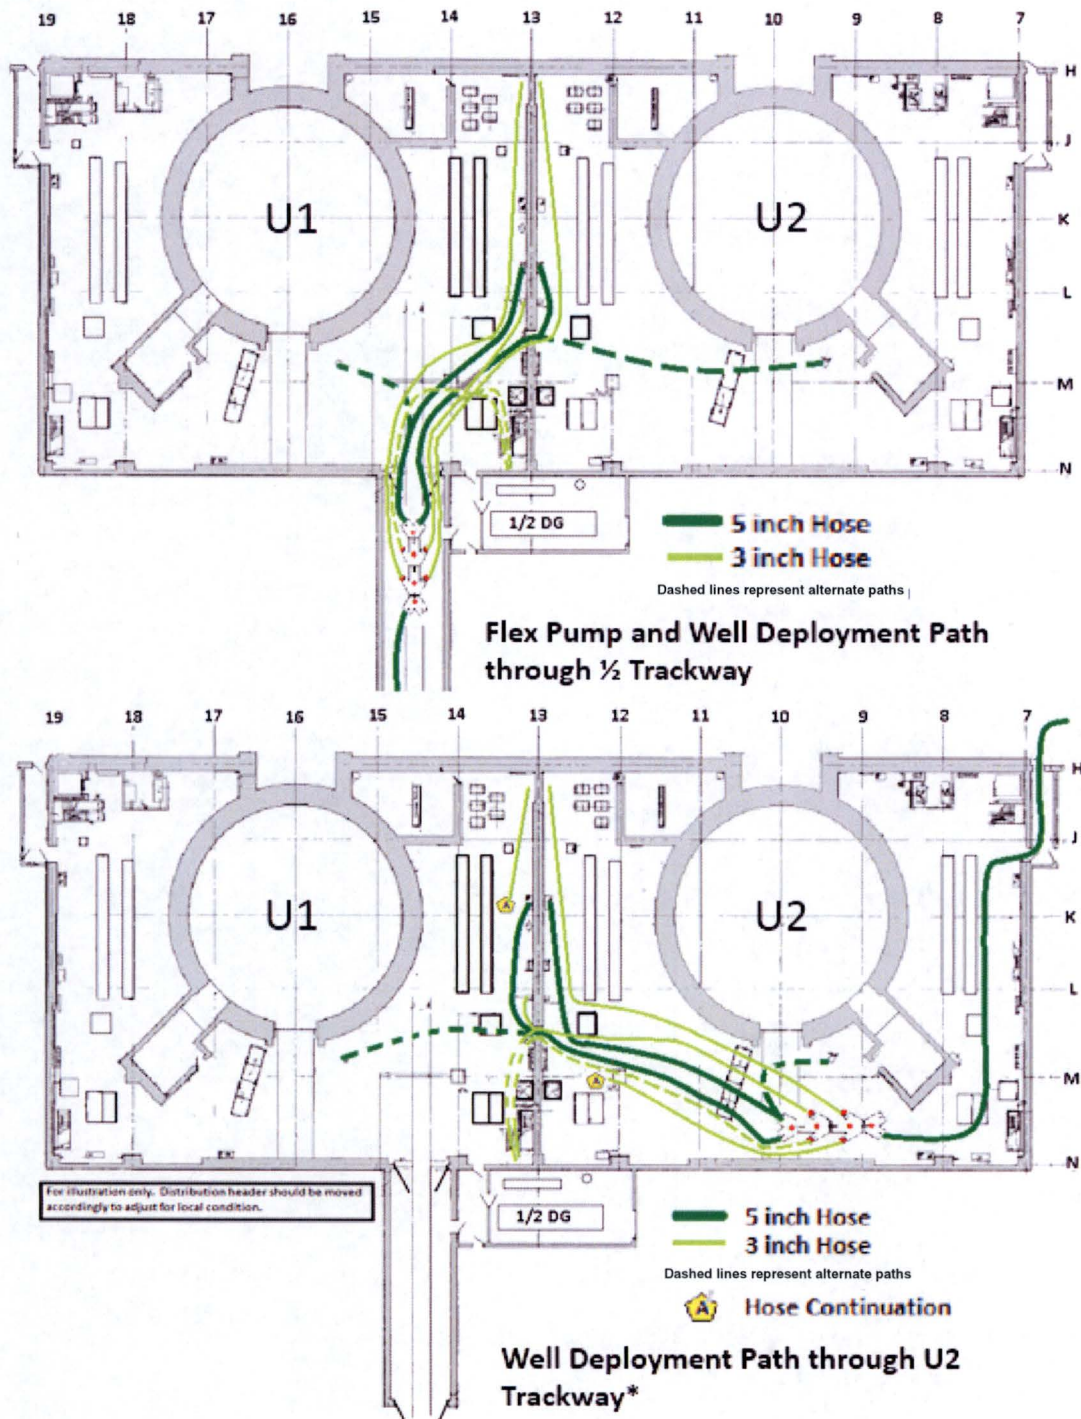 19 18 17 16 15 14 13 12 11 10 9 8 7
H
J
U1 U2 K
L
M
N
1/2 DG
5 inch Hose
3 inch Hose
Dashed lines represent alternate paths
Flex Pump and Well Deployment Path
through ½ Trackway
19 18 17 16 15 14 13 12 11 10 9 8 7
H
J
A
U1 U2 K
L
M
A
N
For illustration only. Distribution header should be moved
accordingly to adjust for local condition.
1/2 DG
5 inch Hose
3 inch Hose
Dashed lines represent alternate paths
A Hose Continuation
Well Deployment Path through U2
Trackway*